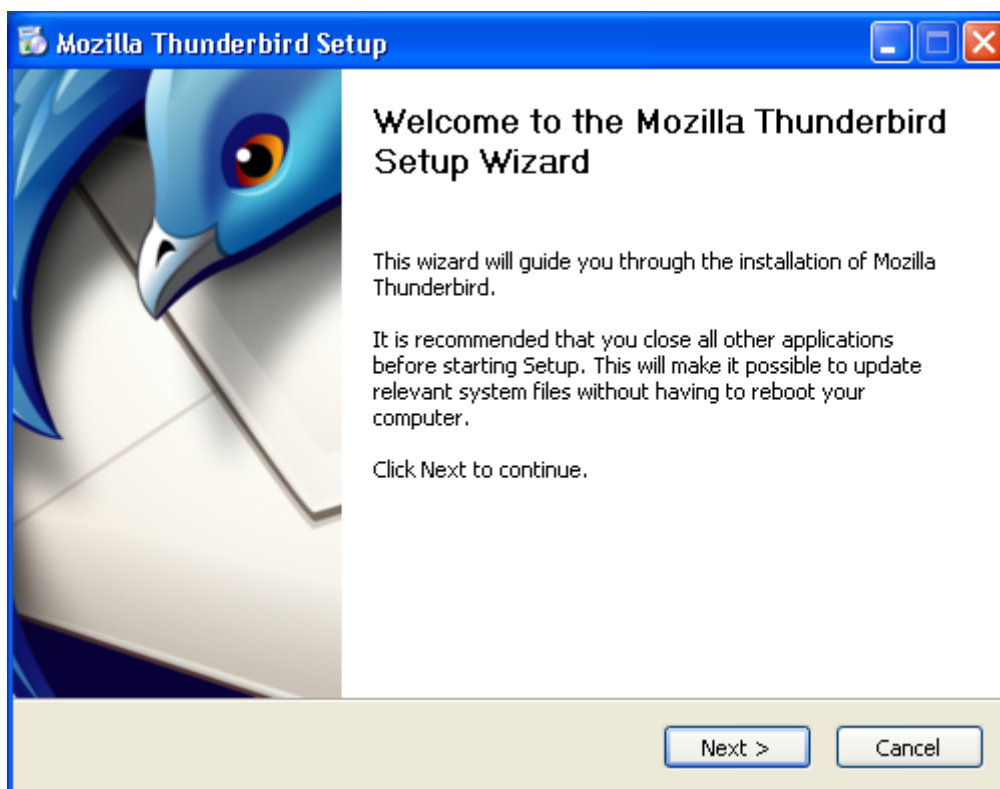 Mozilla Thunderbird Setup
Welcome to the Mozilla Thunderbird
Setup Wizard
This wizard will guide you through the installation of Mozilla
Thunderbird.
It is recommended that you close all other applications
before starting Setup. This will make it possible to update
relevant system files without having to reboot your
computer.
Click Next to continue.
Next >
Cancel